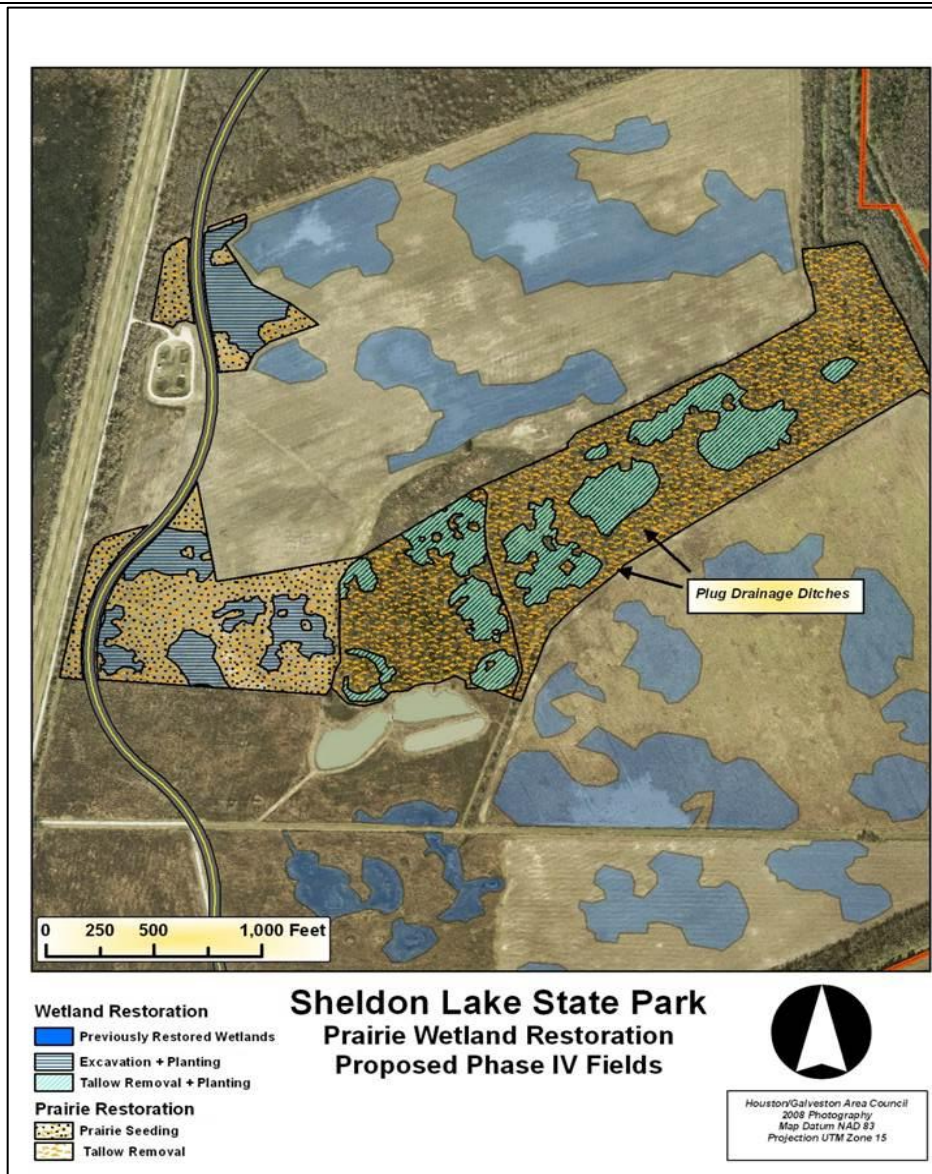 Plug Drainage Ditches
0 250 500 1,000 Feet
Wetland Restoration
Previously Restored Wetlands
Excavation + Planting
Tallow Removal + Planting
Prairie Restoration
Prairie Seeding
Tallow Removal
Sheldon Lake State Park
Prairie Wetland Restoration
Proposed Phase IV Fields
Houston/Galveston Area Council
2008 Photography
Map Datum NAD 83
Projection UTM Zone 15